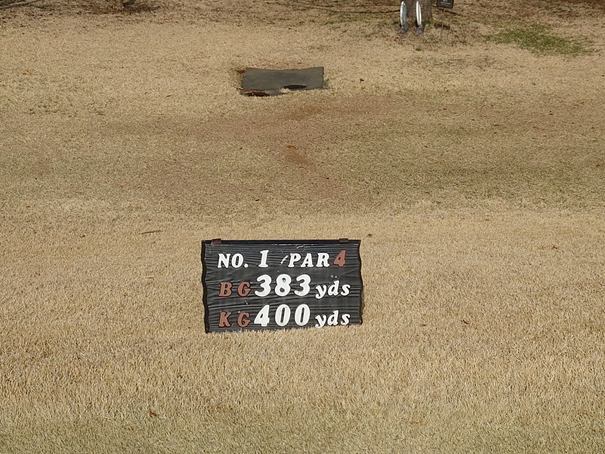 NO. 1 PAR 4
BG 383 yds
KG 400 yds